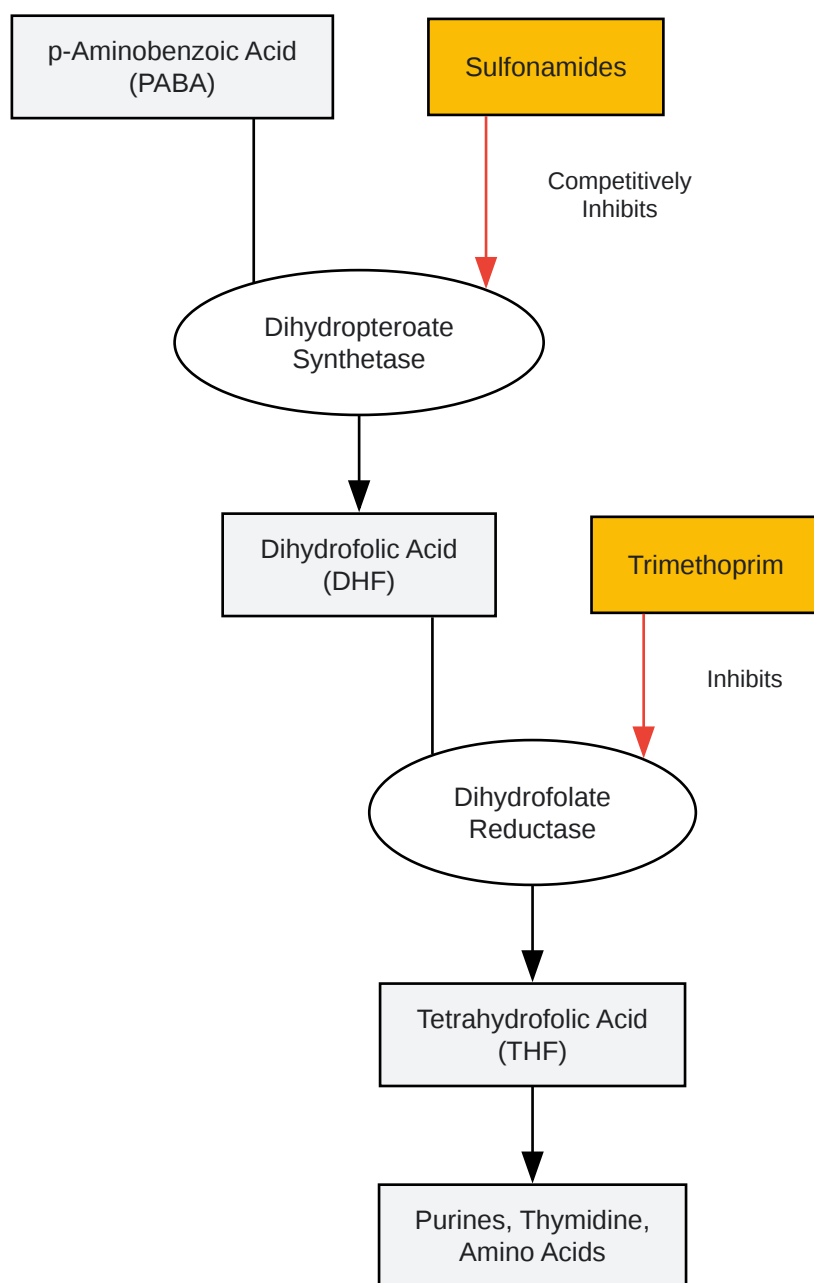 p-Aminobenzoic Acid
(PABA)
Sulfonamides
Competitively
Inhibits
Dihydropteroate
Synthetase
Dihydrofolic Acid
(DHF)
Trimethoprim
Inhibits
Dihydrofolate
Reductase
Tetrahydrofolic Acid
(THF)
Purines, Thymidine,
Amino Acids